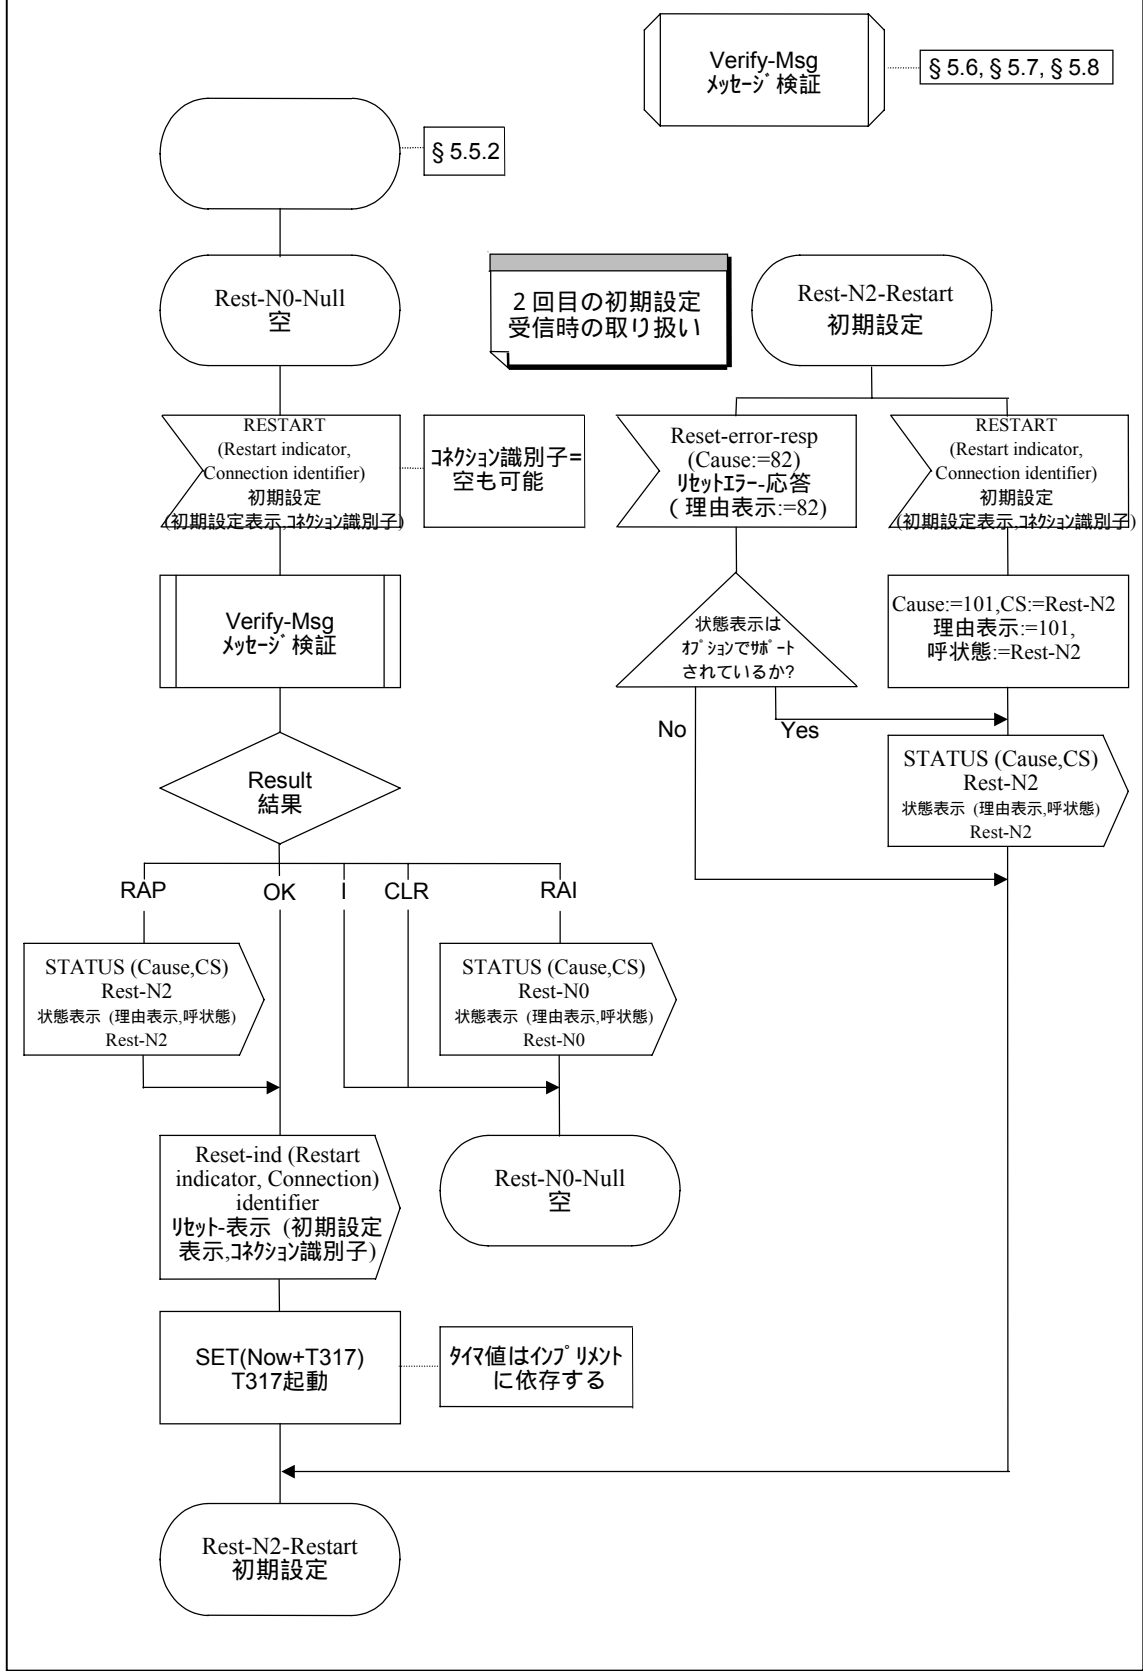 Verify-Msg
ﾒｯｾｰｼﾞ検証
§ 5.6, § 5.7, § 5.8
§ 5.5.2
Rest-N0-Null
空
２回目の初期設定
受信時の取り扱い
Rest-N2-Restart
初期設定
RESTART
(Restart indicator,
Connection identifier)
初期設定
(初期設定表示,ｺﾈｸｼｮﾝ識別子)
ｺﾈｸｼｮﾝ識別子=
空も可能
Reset-error-resp
(Cause:=82)
ﾘｾｯﾄｴﾗｰ-応答
（理由表示:=82)
RESTART
(Restart indicator,
Connection identifier)
初期設定
(初期設定表示,ｺﾈｸｼｮﾝ識別子)
Verify-Msg
ﾒｯｾｰｼﾞ検証
状態表示は
ｵﾌﾟｼｮﾝでｻﾎﾟｰﾄ
されているか?
Cause:=101,CS:=Rest-N2
理由表示:=101,
呼状態:=Rest-N2
No
Yes
Result
結果
STATUS (Cause,CS)
Rest-N2
状態表示 (理由表示,呼状態)
Rest-N2
RAP
OK
I
CLR
RAI
STATUS (Cause,CS)
Rest-N2
状態表示 (理由表示,呼状態)
Rest-N2
STATUS (Cause,CS)
Rest-N0
状態表示 (理由表示,呼状態)
Rest-N0
Reset-ind (Restart
indicator, Connection)
identifier
ﾘｾｯﾄ-表示 (初期設定
表示,ｺﾈｸｼｮﾝ識別子)
Rest-N0-Null
空
SET(Now+T317)
T317起動
ﾀｲﾏ値はｲﾝﾌﾟﾘﾒﾝﾄ
に依存する
Rest-N2-Restart
初期設定